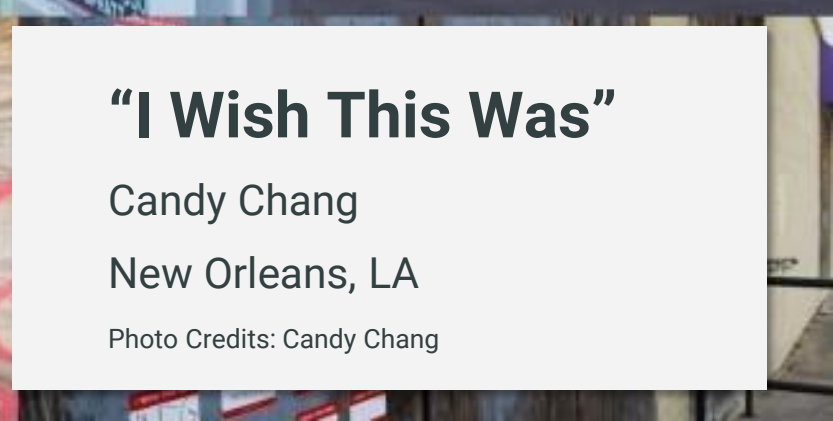 “I Wish This Was”
Candy Chang
New Orleans, LA
Photo Credits: Candy Chang